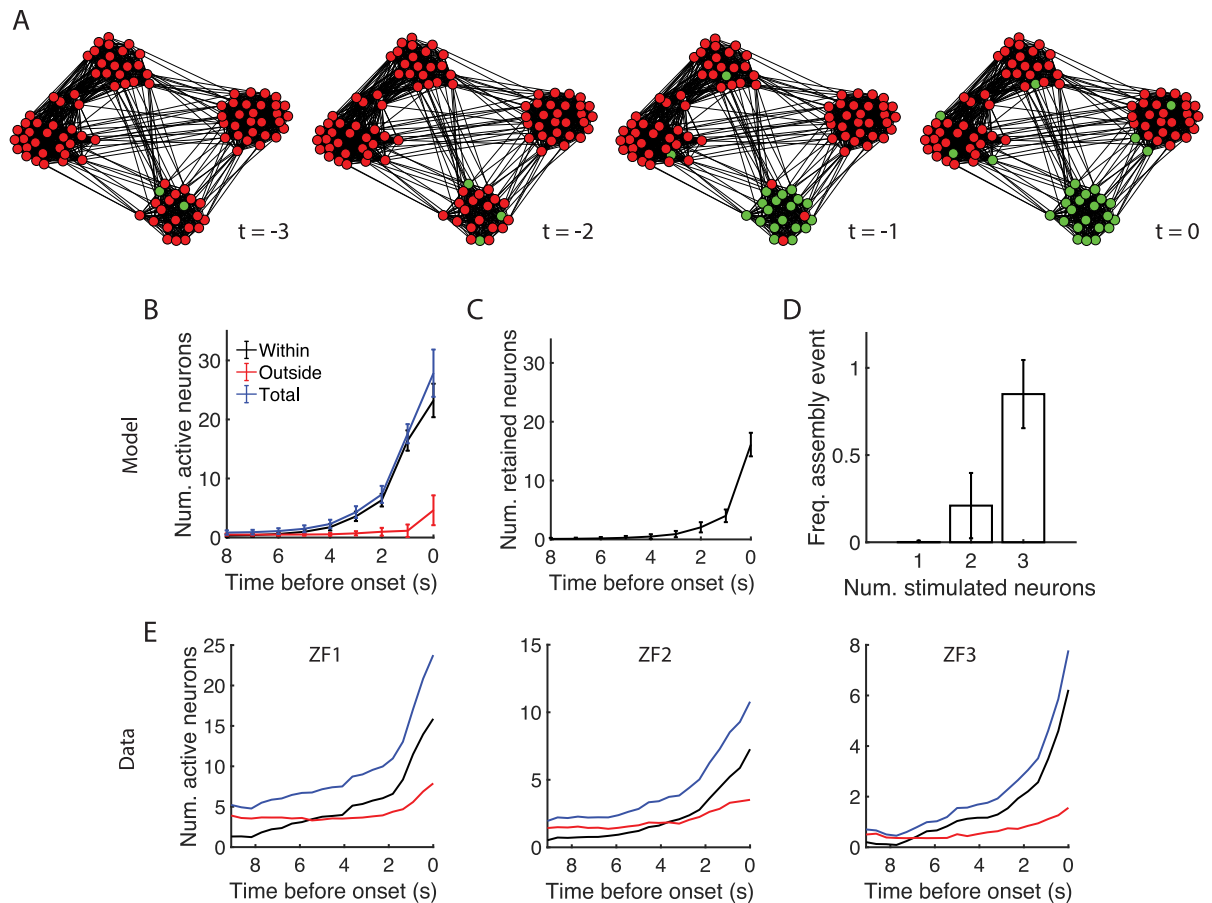 A
t = -3
t = -2
t = -1
t = 0
B
C
D
Model
Num. active neurons
30
20
10
0
Within
Outside
Total
8 6 4 2 0
Time before onset (s)
Num. retained neurons
30
20
10
0
8 6 4 2 0
Time before onset (s)
Freq. assembly event
1
0.5
0
1 2 3
Num. stimulated neurons
E
Data
Num. active neurons
ZF1
25
20
15
10
5
0
8 6 4 2 0
Time before onset (s)
ZF2
15
10
5
0
8 6 4 2 0
Time before onset (s)
ZF3
8
6
4
2
0
8 6 4 2 0
Time before onset (s)